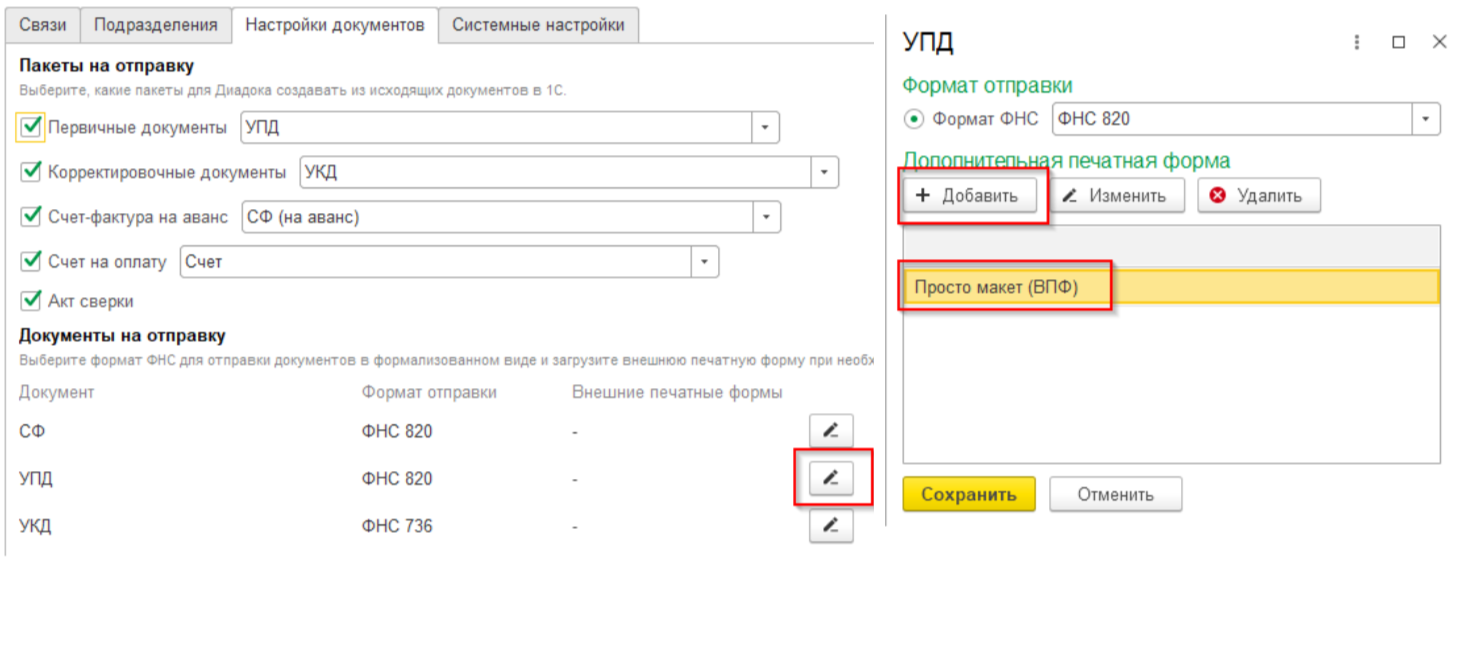 Связи Подразделения Настройки документов Системные настройки
Пакеты на отправку
Выберите, какие пакеты для Диадока создавать из исходящих документов в 1С.
Первичные документы УПД
Корректировочные документы УКД
Счет-фактура на аванс СФ (на аванс)
Счет на оплату Счет
Акт сверки
Документы на отправку
Выберите формат ФНС для отправки документов в формализованном виде и загрузите внешнюю печатную форму при необх
Документ Формат отправки Внешние печатные формы
СФ ФНС 820 -
УПД ФНС 820 -
УКД ФНС 736 -
УПД
Формат отправки
Формат ФНС ФНС 820
Дополнительная печатная форма
Добавить Изменить Удалить
Просто макет (ВПФ)
Сохранить Отменить